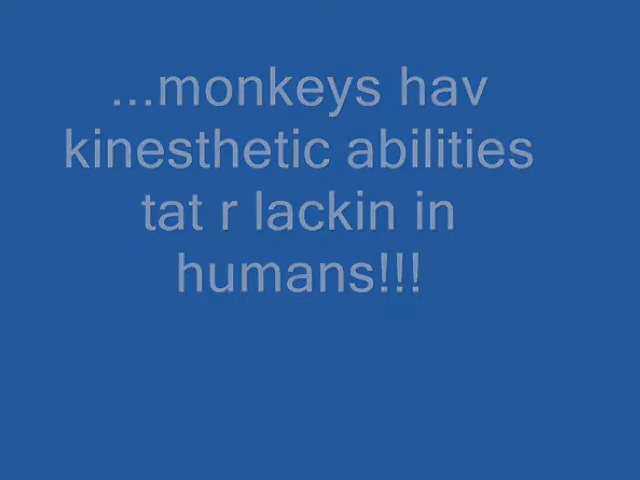 ...monkeys hav
kinesthetic abilities
tat r lackin in
humans!!!